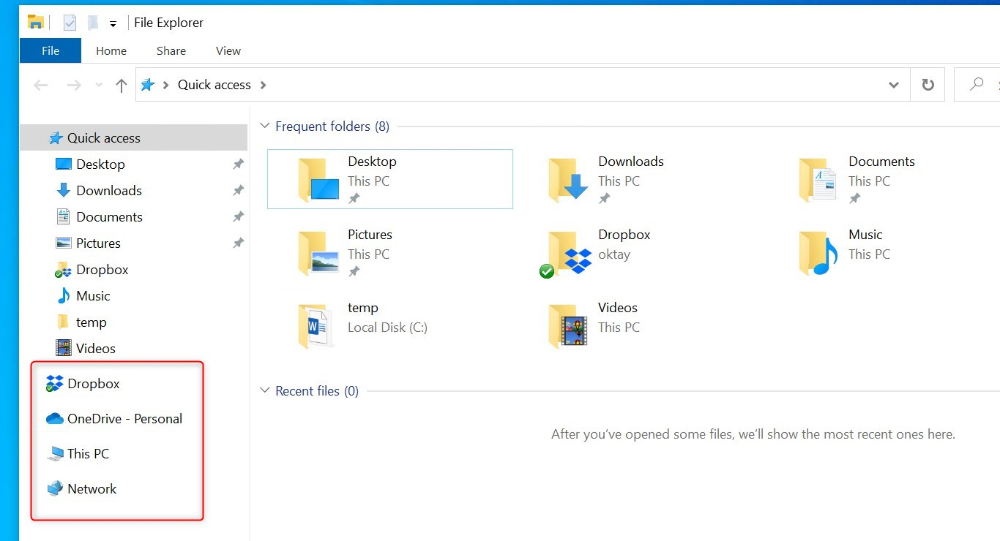 File Explorer
File Home Share View
Quick access
Quick access
Desktop
Downloads
Documents
Pictures
Dropbox
Music
temp
Videos
Dropbox
OneDrive - Personal
This PC
Network
Frequent folders (8)
Desktop
This PC
Downloads
This PC
Documents
This PC
Pictures
This PC
Dropbox
oktay
Music
This PC
temp
Local Disk (C:)
Videos
This PC
Recent files (0)
After you've opened some files, we'll show the most recent ones here.